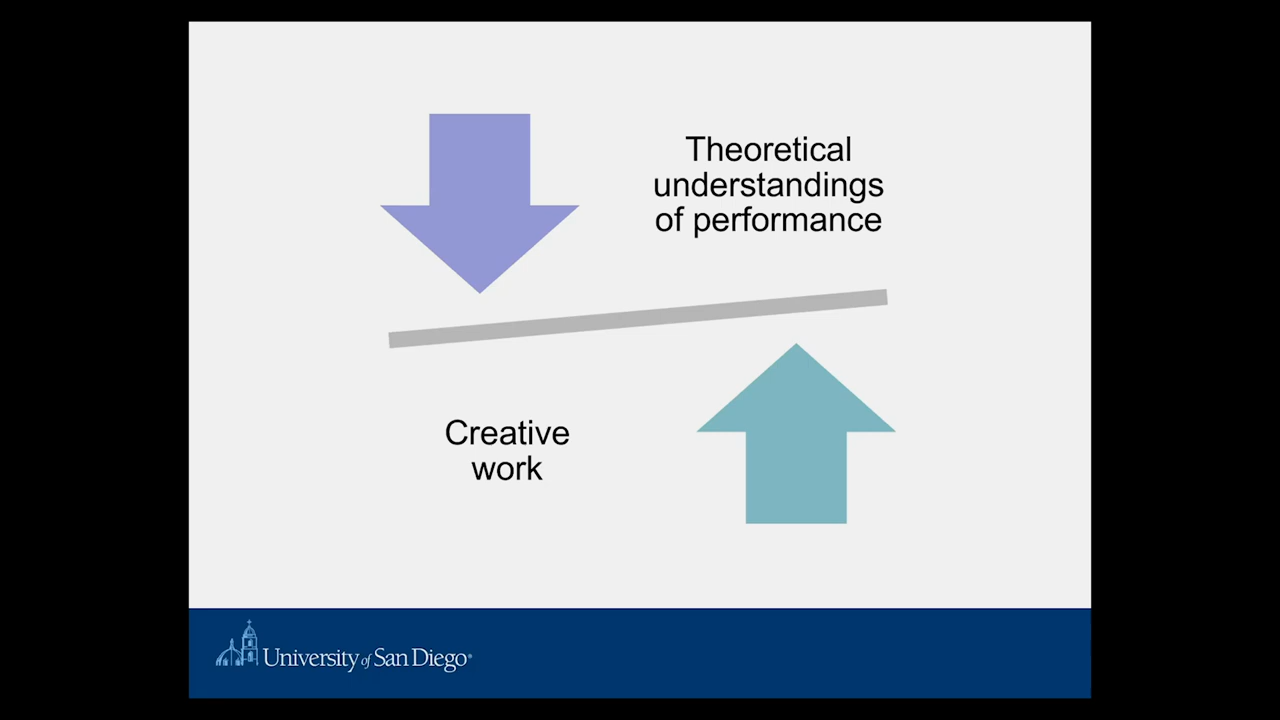 Theoretical
understandings
of performance
Creative
work
University of San Diego